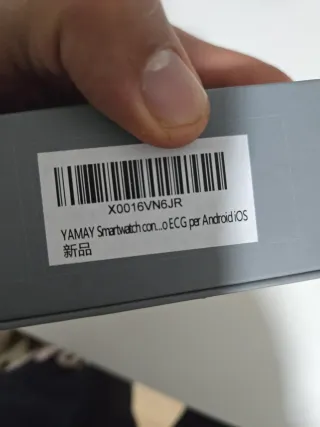 X0016VN6JR
YAMAY Smartwatch con...o ECG per Android iOS
新品